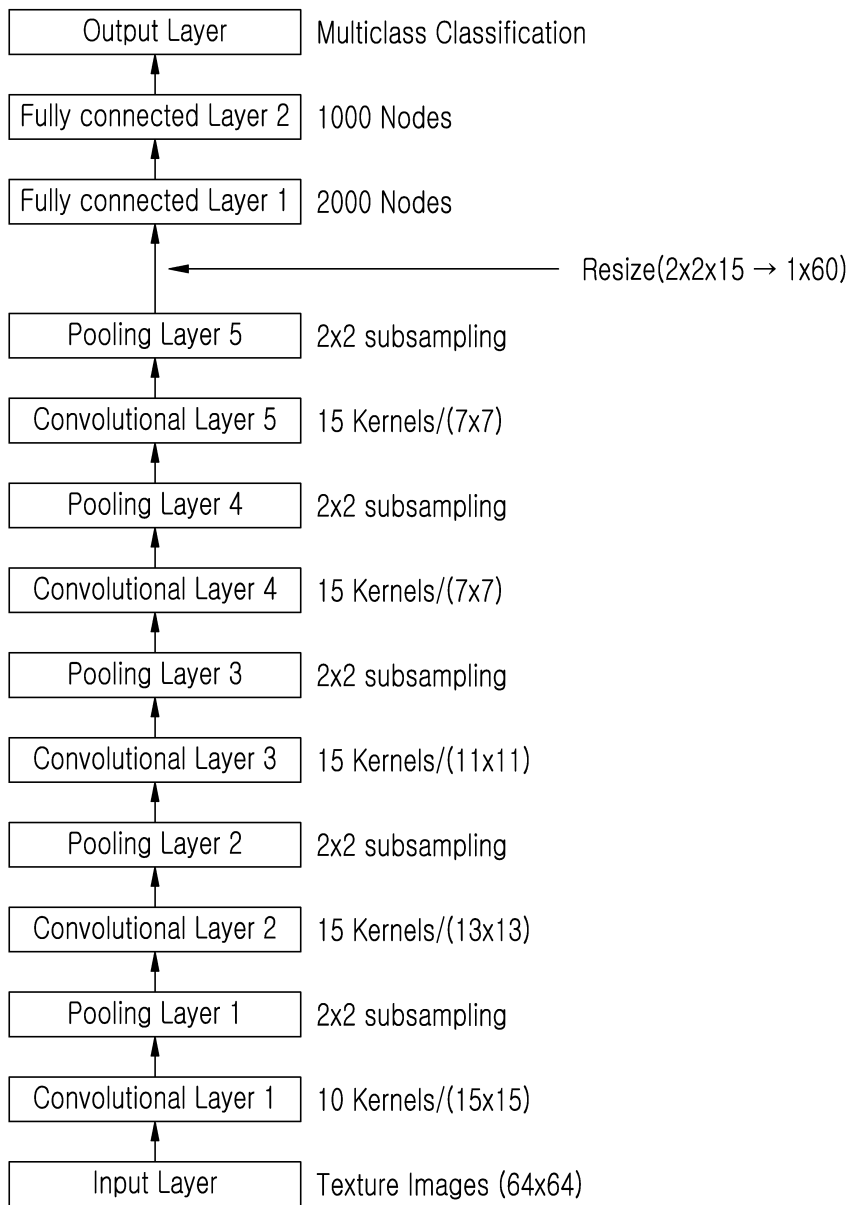 Output Layer Multiclass Classification
Fully connected Layer 2 1000 Nodes
Fully connected Layer 1 2000 Nodes
Resize(2x2x15 → 1x60)
Pooling Layer 5 2x2 subsampling
Convolutional Layer 5 15 Kernels/(7x7)
Pooling Layer 4 2x2 subsampling
Convolutional Layer 4 15 Kernels/(7x7)
Pooling Layer 3 2x2 subsampling
Convolutional Layer 3 15 Kernels/(11x11)
Pooling Layer 2 2x2 subsampling
Convolutional Layer 2 15 Kernels/(13x13)
Pooling Layer 1 2x2 subsampling
Convolutional Layer 1 10 Kernels/(15x15)
Input Layer Texture Images (64x64)